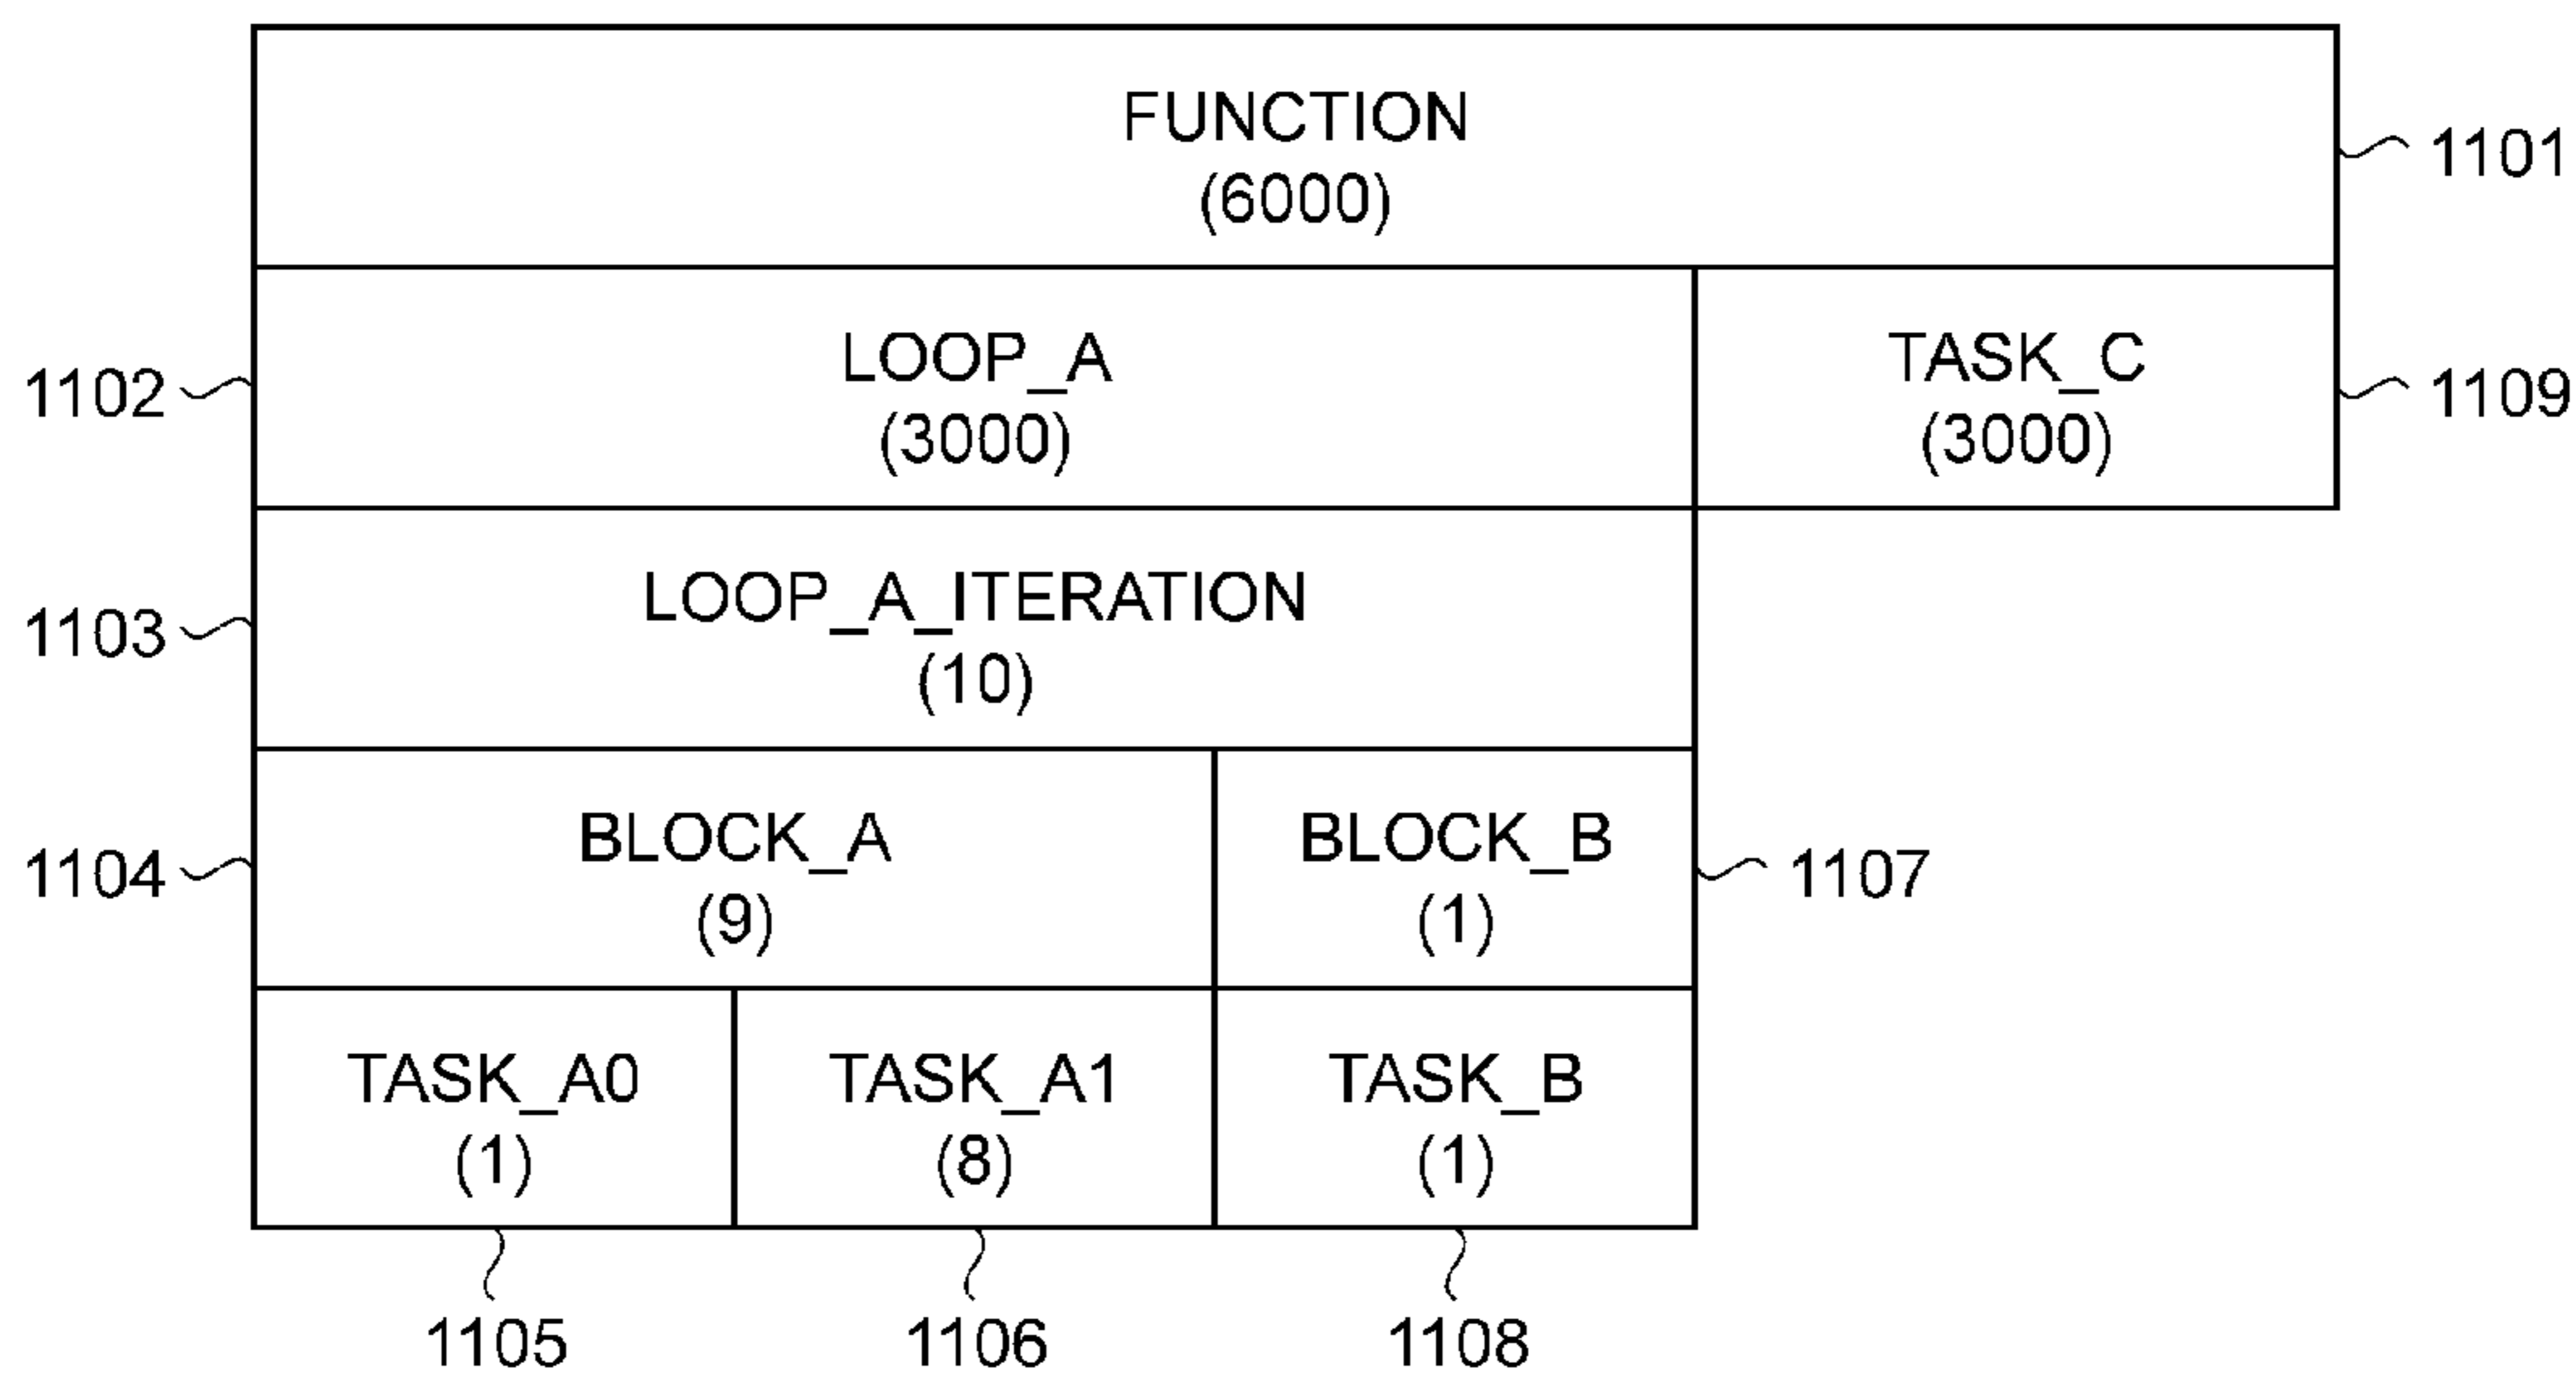 FUNCTION
(6000)
1101
LOOP_A
(3000)
TASK_C
(3000)
1102
1109
LOOP_A_ITERATION
(10)
1103
BLOCK_A
(9)
BLOCK_B
(1)
1104
1107
TASK_A0
(1)
TASK_A1
(8)
TASK_B
(1)
1105
1106
1108